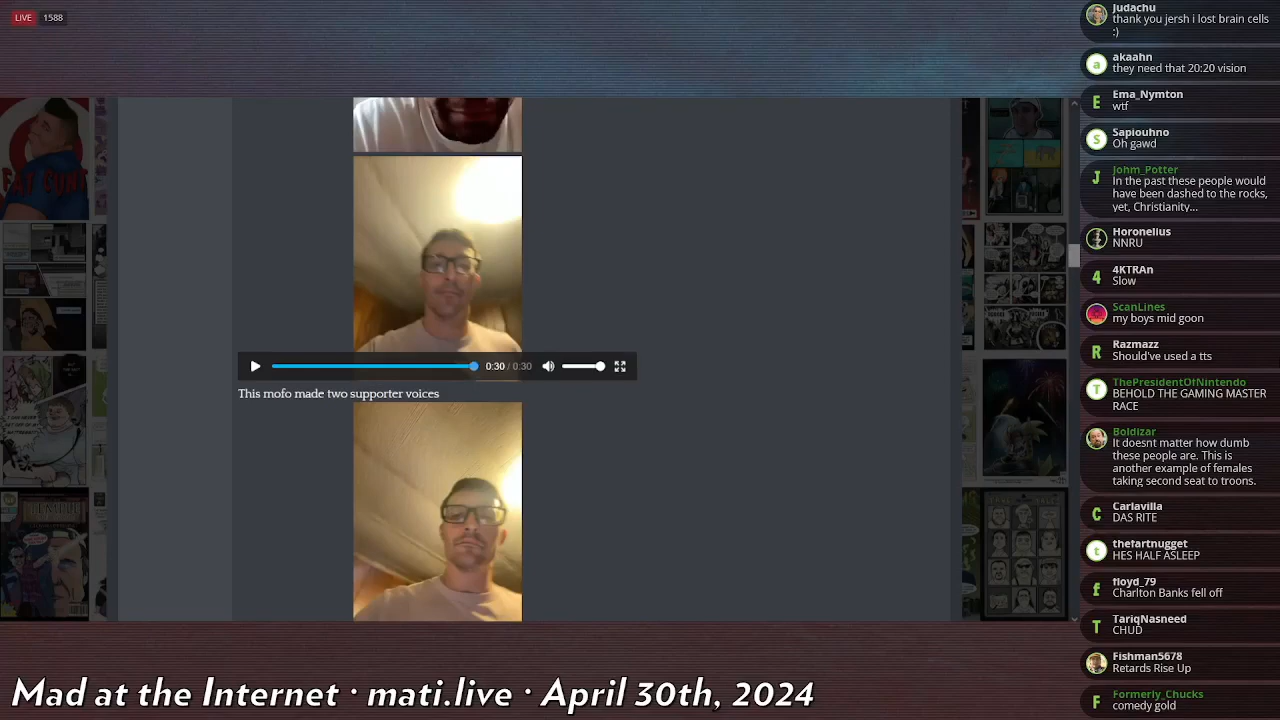 LIVE 1588
FAT CUNT
0:30 / 0:30
This mofo made two supporter voices
Judachu
thank you jersh i lost brain cells
:)
akaahn
they need that 20:20 vision
Ema_Nymton
wtf
Sapiouhno
Oh gawd
Johm_Potter
In the past these people would
have been dashed to the rocks,
yet, Christianity...
Horonelius
NNRU
4KTRAn
Slow
ScanLines
my boys mid goon
Razmazz
Should've used a tts
ThePresidentOfNintendo
BEHOLD THE GAMING MASTER
RACE
Boldizar
It doesnt matter how dumb
these people are. This is
another example of females
taking second seat to troons.
Carlavilla
DAS RITE
thefartnugget
HES HALF ASLEEP
floyd_79
Charlton Banks fell off
TariqNasneed
CHUD
Fishman5678
Retards Rise Up
Formerly_Chucks
comedy gold
Mad at the Internet · mati.live · April 30th, 2024